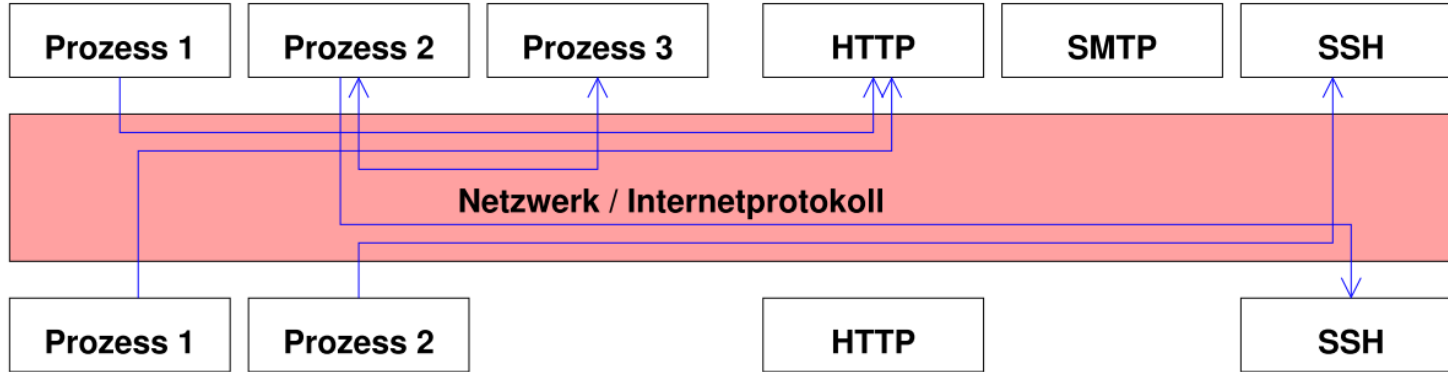 Prozess 1
Prozess 2
Prozess 3
HTTP
SMTP
SSH
Netzwerk / Internetprotokoll
Prozess 1
Prozess 2
HTTP
SSH